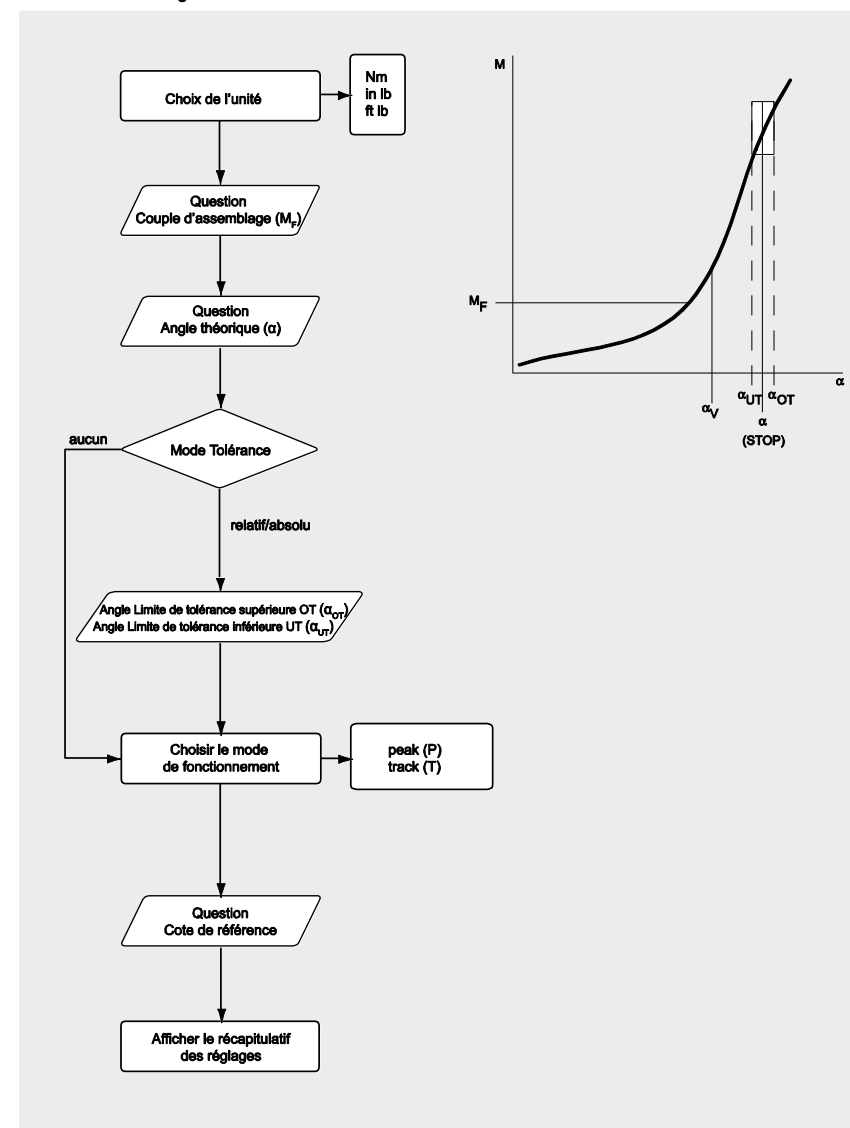 Choix de l'unité
Nm
in lb
ft lb
Question
Couple d'assemblage (MF)
Question
Angle théorique (α)
Mode Tolérance
aucun
relatif/absolu
Angle Limite de tolérance supérieure OT (αOT)
Angle Limite de tolérance inférieure UT (αUT)
Choisir le mode
de fonctionnement
peak (P)
track (T)
Question
Cote de référence
Afficher le récapitulatif
des réglages
M
MF
α
αV
αUT
αOT
α
(STOP)